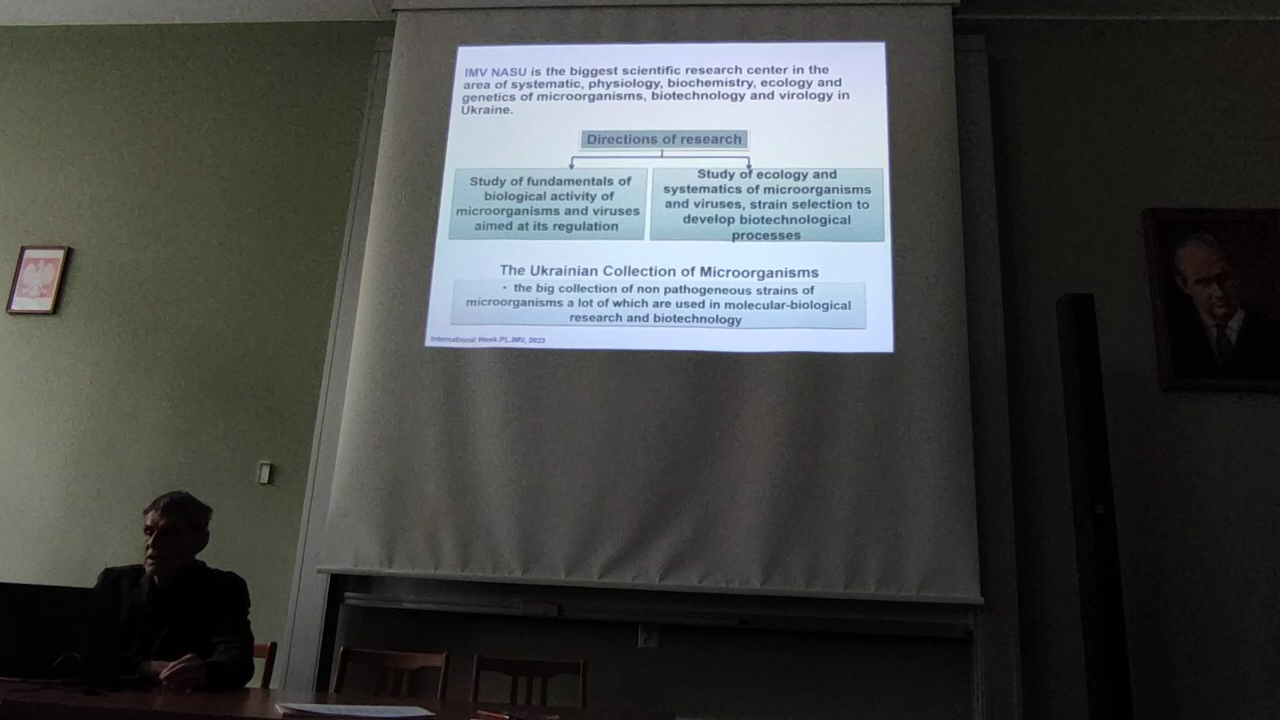 IMV NASU is the biggest scientific research center in the
area of systematic, physiology, biochemistry, ecology and
genetics of microorganisms, biotechnology and virology in
Ukraine.
Directions of research
Study of fundamentals of
biological activity of
microorganisms and viruses
aimed at its regulation
Study of ecology and
systematics of microorganisms
and viruses, strain selection to
develop biotechnological
processes
The Ukrainian Collection of Microorganisms
• the big collection of non pathogeneous strains of
microorganisms a lot of which are used in molecular-biological
research and biotechnology
International Week.PL.IMV, 2023